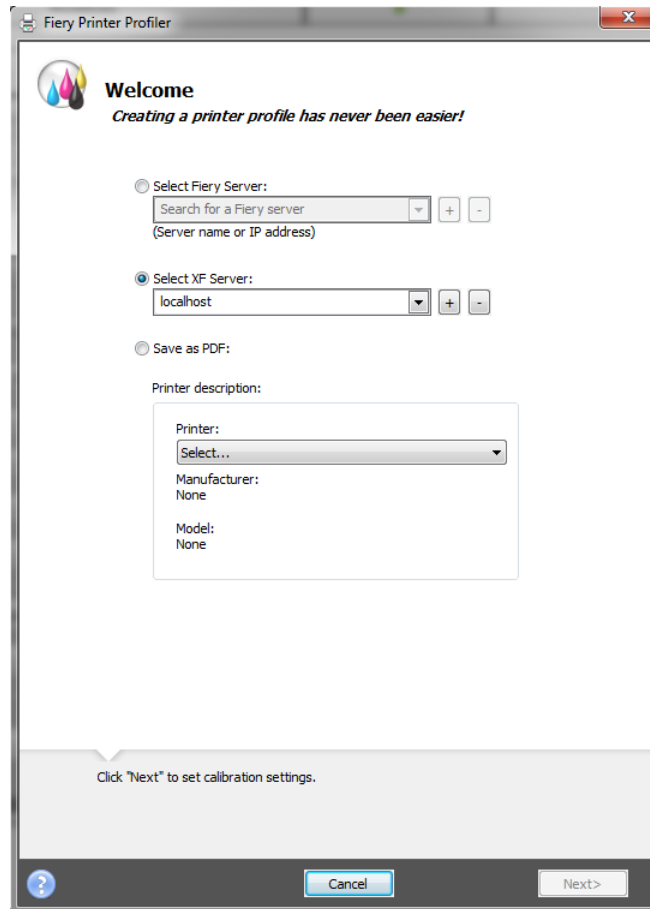 Fiery Printer Profiler
Welcome
Creating a printer profile has never been easier!
Select Fiery Server:
Search for a Fiery server
+ -
(Server name or IP address)
Select XF Server:
localhost
+ -
Save as PDF:
Printer description:
Printer:
Select...
Manufacturer:
None
Model:
None
Click "Next" to set calibration settings.
? Cancel Next>